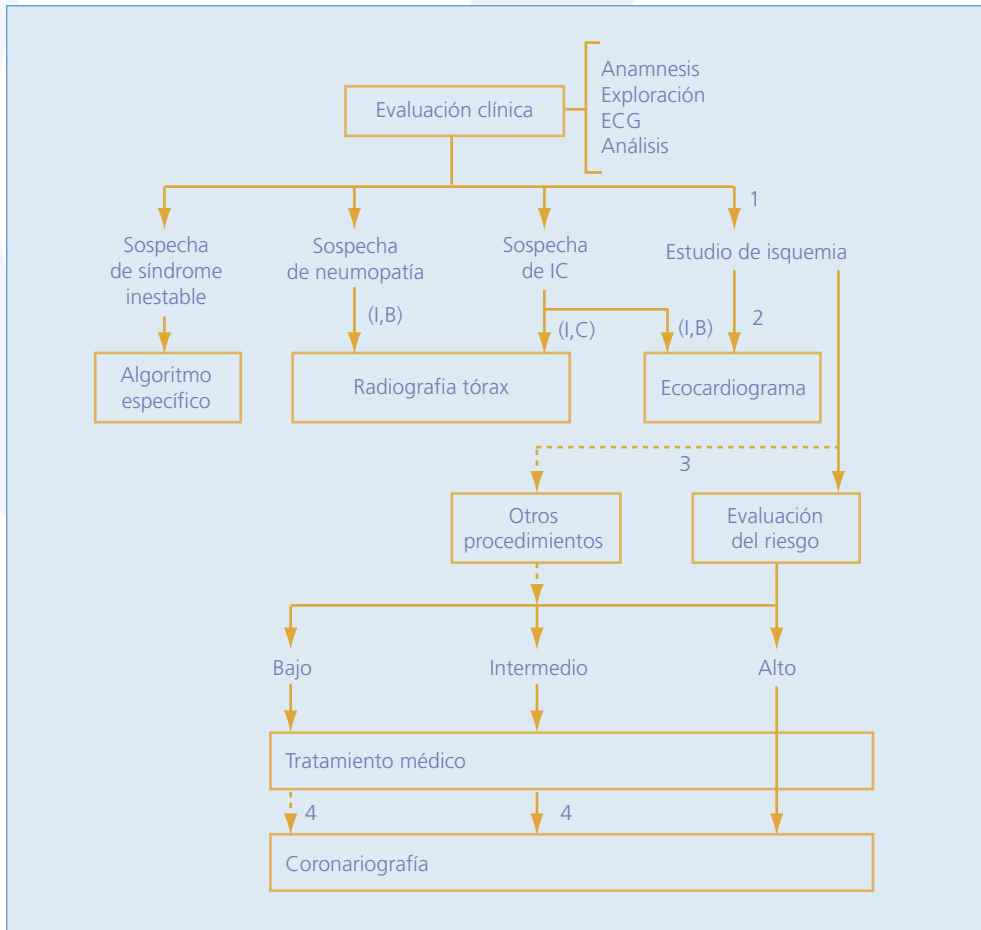 Anamnesis
Exploración
Evaluación clínica
ECG
Análisis
1
Sospecha
de síndrome
inestable
Sospecha
de neumopatía
Sospecha
de IC
Estudio de isquemia
(I,B)
(I,C)
(I,B)
2
Algoritmo
específico
Radiografia tórax
Ecocardiograma
3
Otros
procedimientos
Evaluación
del riesgo
Bajo
Intermedio
Alto
Tratamiento médico
4
4
Coronariografía